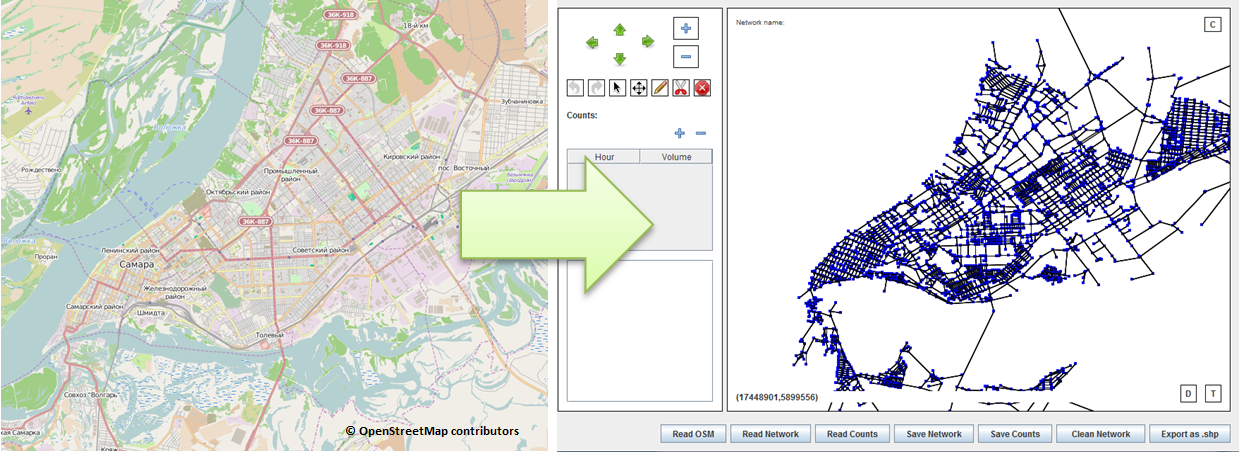 36К-918
18-й км
36К-918
36К-887
Зубчаниновка
36К-887
Воложка
36К-887
Кировский район
Рождествено
пос. Восточный
Промышленный
район
Октябрьский район
36К-887
Ленинский район
Советский район
Проран
Самара
Железнодорожный
район
Самарский район
Шмидта
Толевый
Совхоз "Волгарь"
© OpenStreetMap contributors
Counts:
Hour Volume
Network name:
C
(17448901,5899556)
D T
Read OSM Read Network Read Counts Save Network Save Counts Clean Network Export as .shp